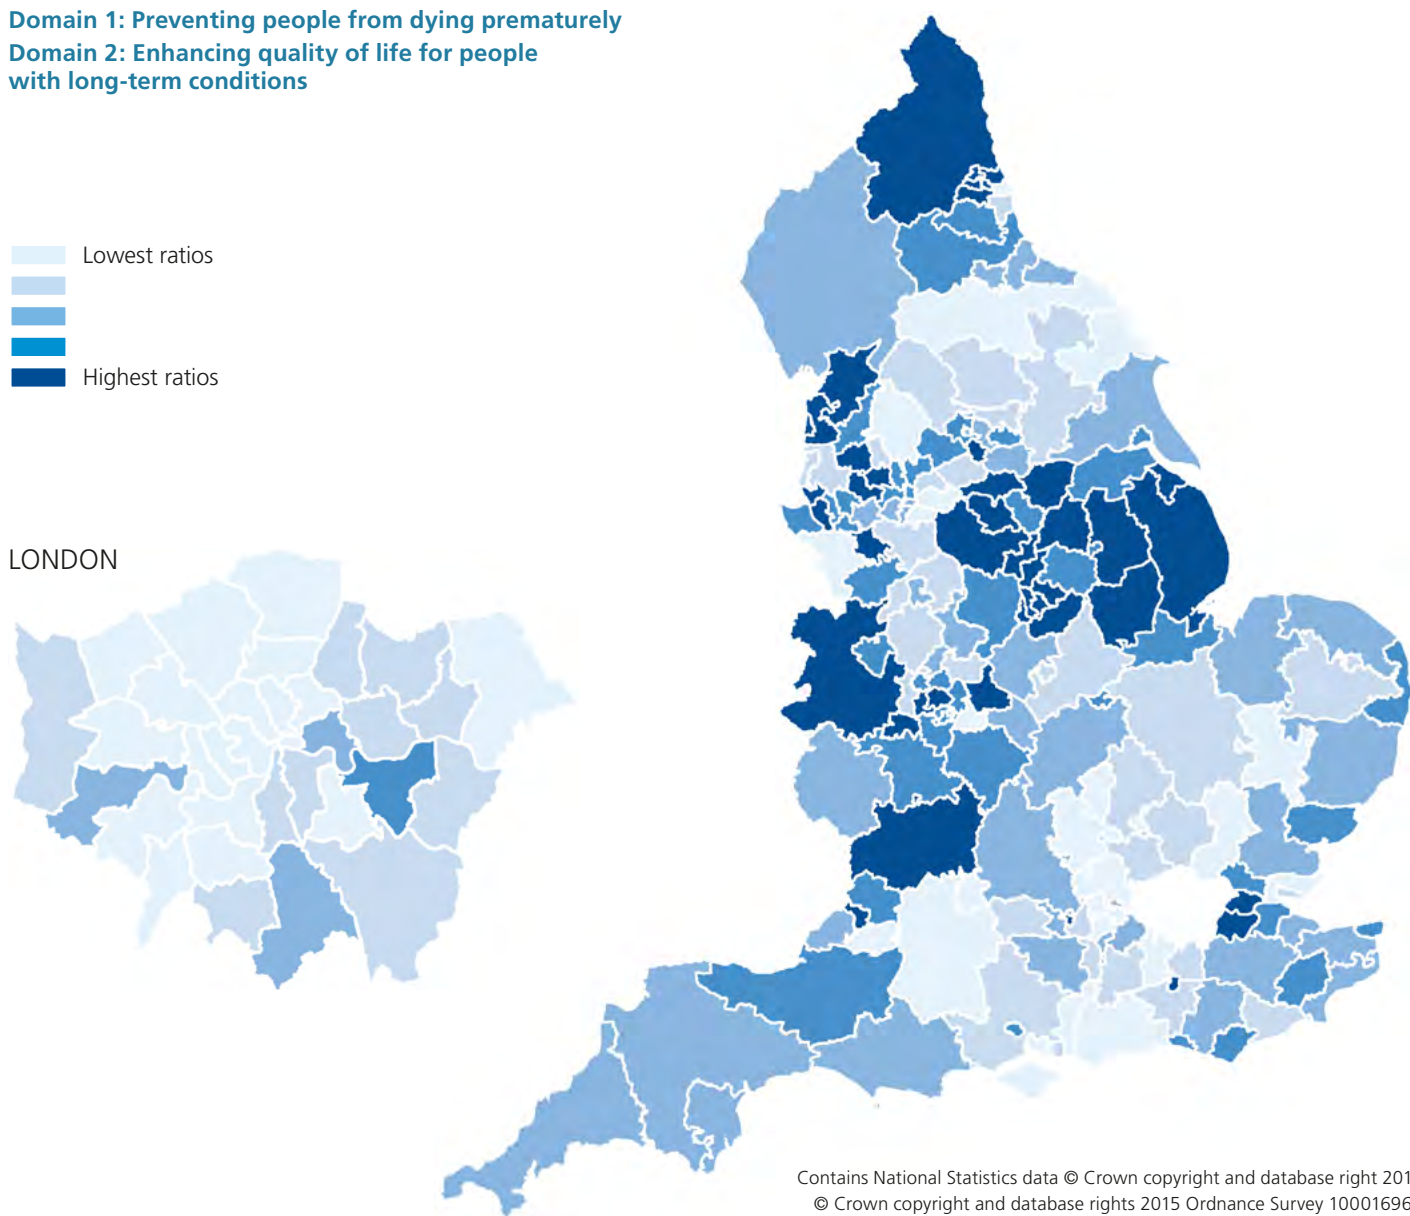 Domain 1: Preventing people from dying prematurely
Domain 2: Enhancing quality of life for people
with long-term conditions
Lowest ratios
Highest ratios
LONDON
Contains National Statistics data © Crown copyright and database right 201
© Crown copyright and database rights 2015 Ordnance Survey 10001696